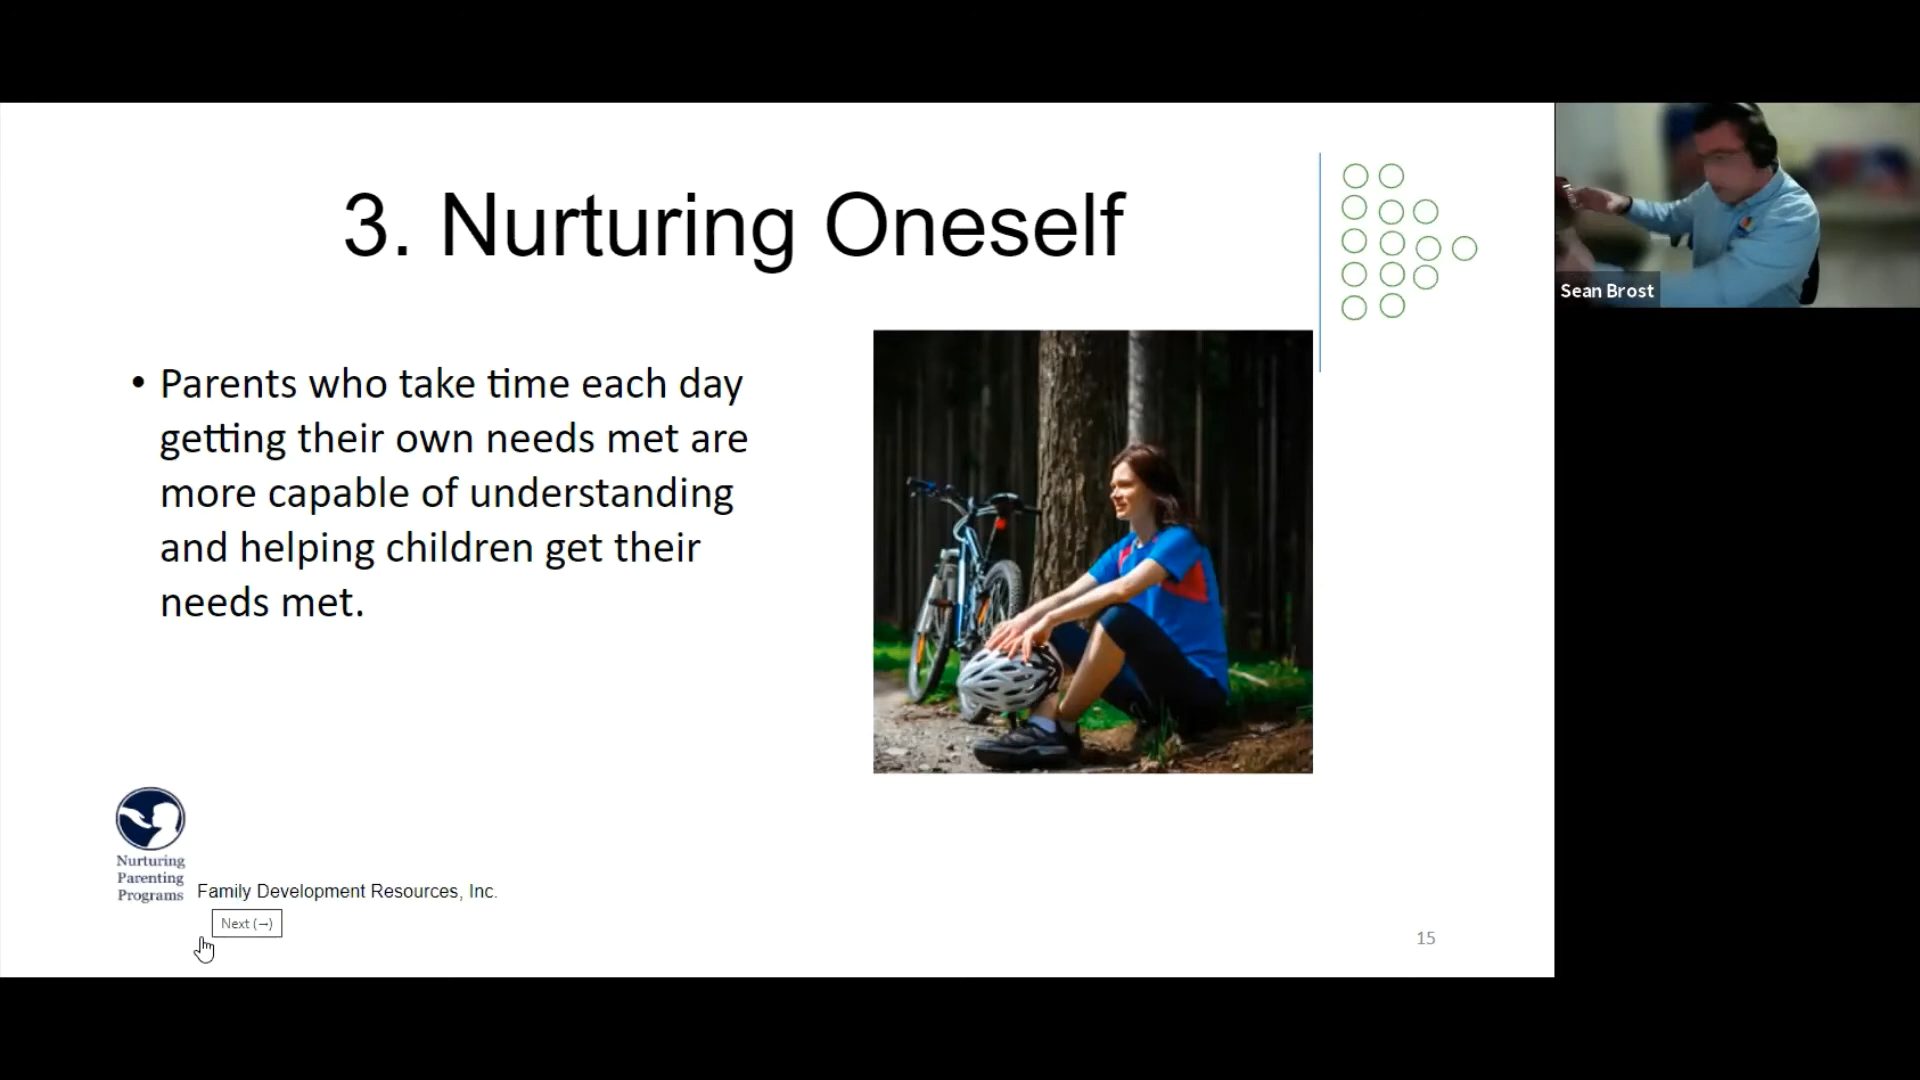 3. Nurturing Oneself
• Parents who take time each day
getting their own needs met are
more capable of understanding
and helping children get their
needs met.
Nurturing
Parenting
Programs
Family Development Resources, Inc.
Next (→)
15
Sean Brost